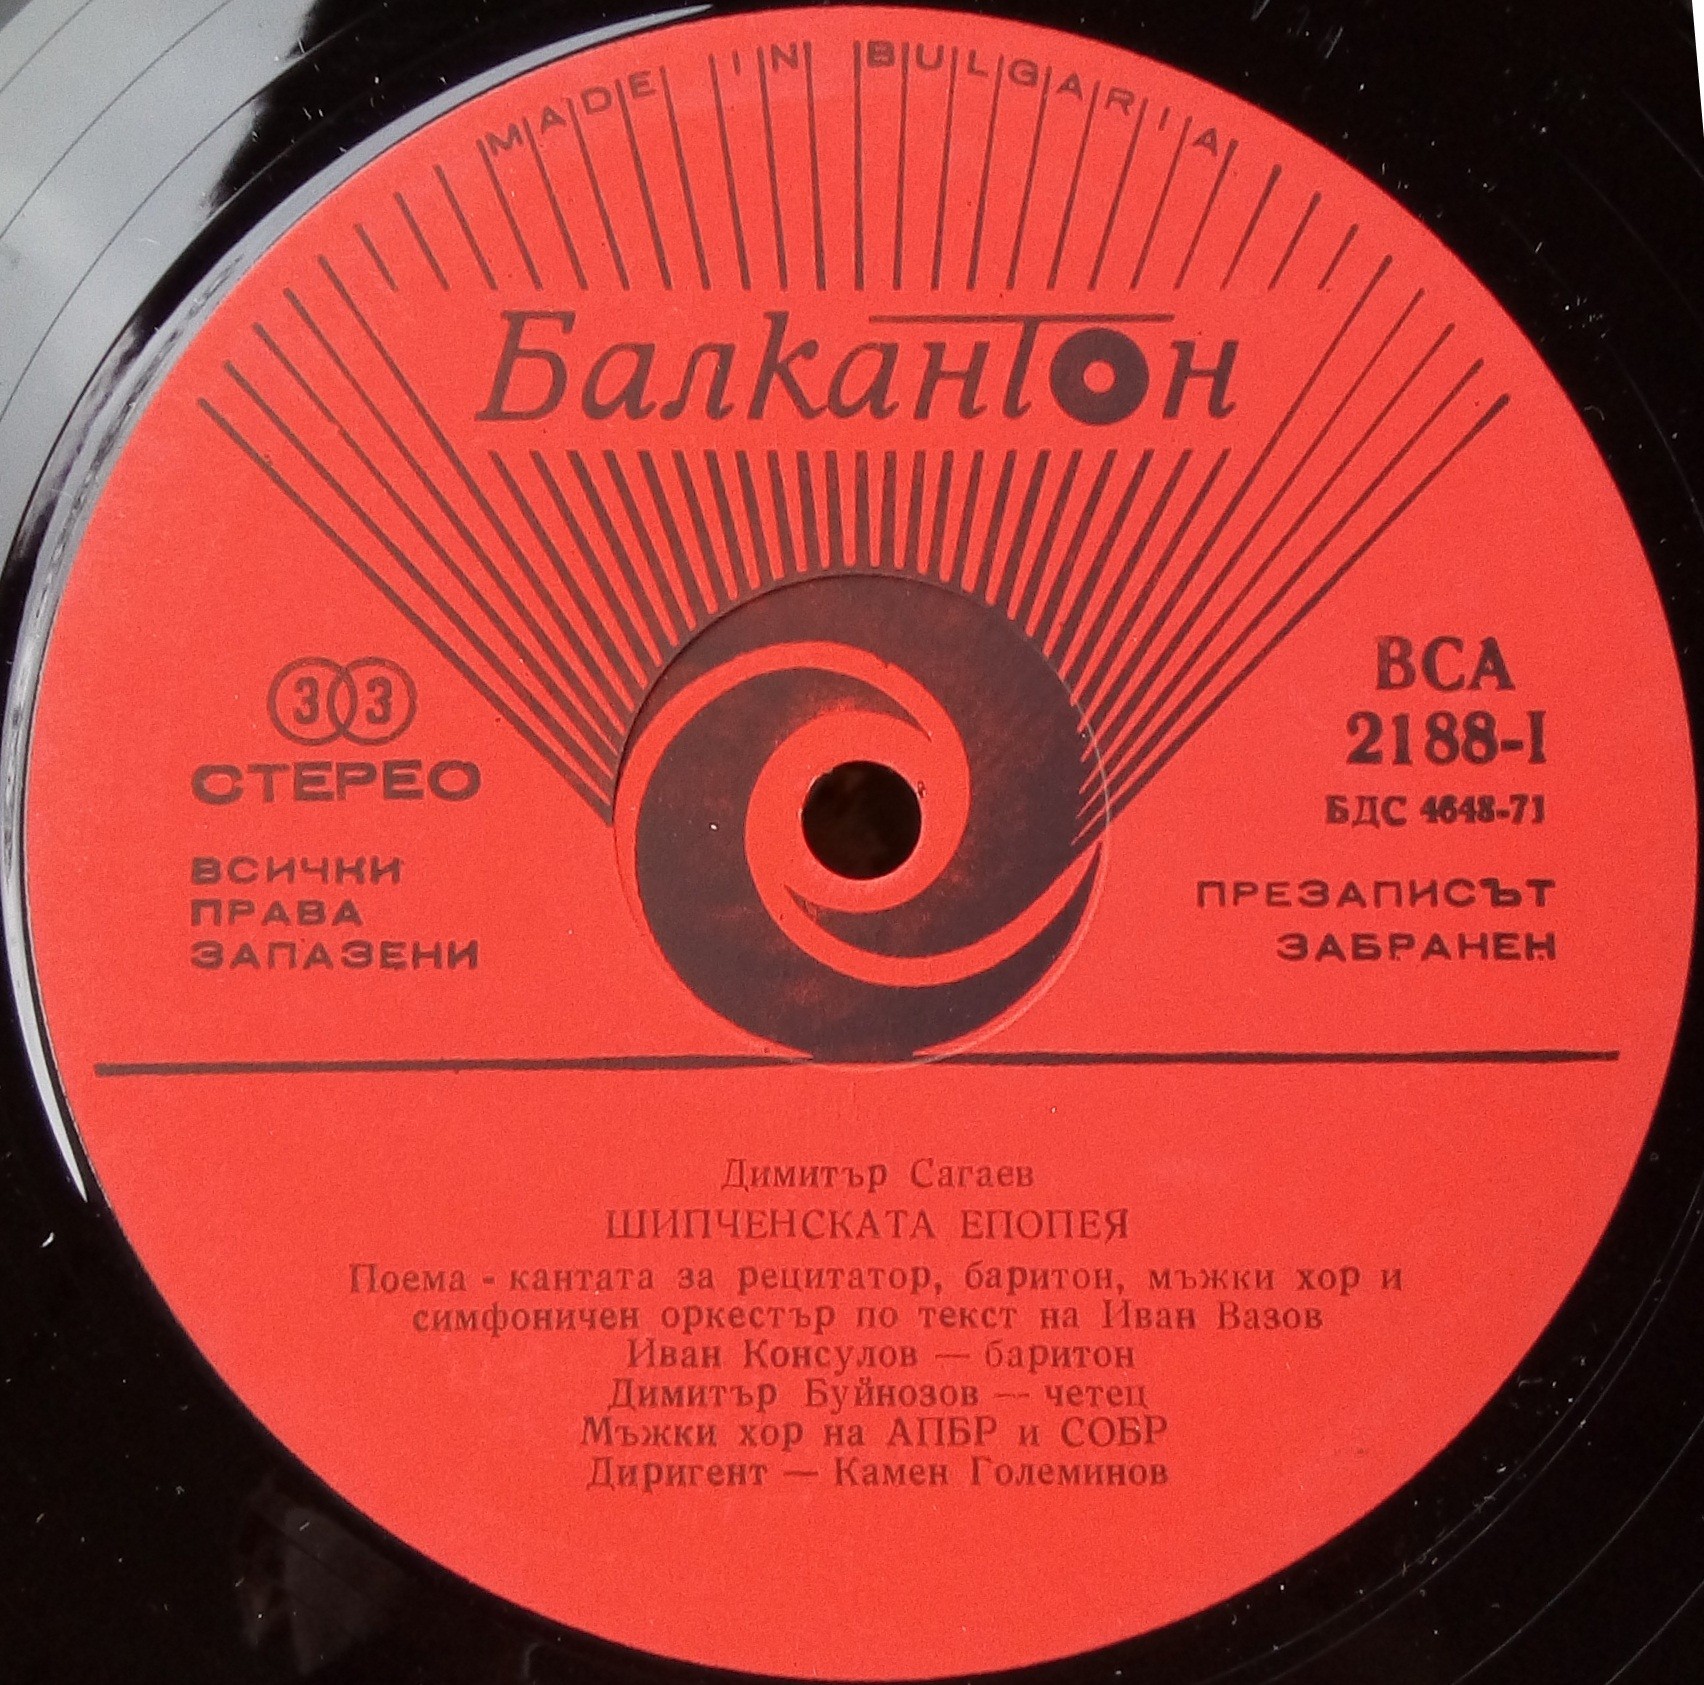 MADE IN BULGARIA
Балкантон
33
СТЕРЕО
ВСИЧКИ
ПРАВА
ЗАПАЗЕНИ
ВСА
2188-I
БДС 4648-71
ПРЕЗАПИСЪТ
ЗАБРАНЕН
Димитър Сагаев
ШИПЧЕНСКАТА ЕПОПЕЯ
Поема - кантата за рецитатор, баритон, мъжки хор и
симфоничен оркестър по текст на Иван Вазов
Иван Консулов — баритон
Димитър Буйнозов — четец
Мъжки хор на АПБР и СОБР
Диригент — Камен Големинов